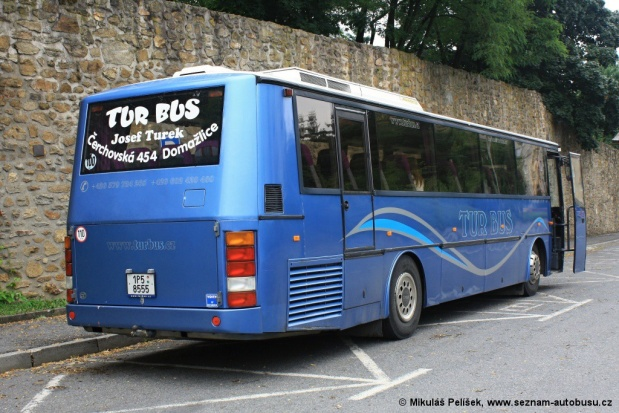 TUR BUS
Josef Turek
Čerchovská 454 Domažlice
100
www.turbus.cz
1P5
8555
TUR BUS
© Mikuláš Pelíšek, www.seznam-autobusu.cz